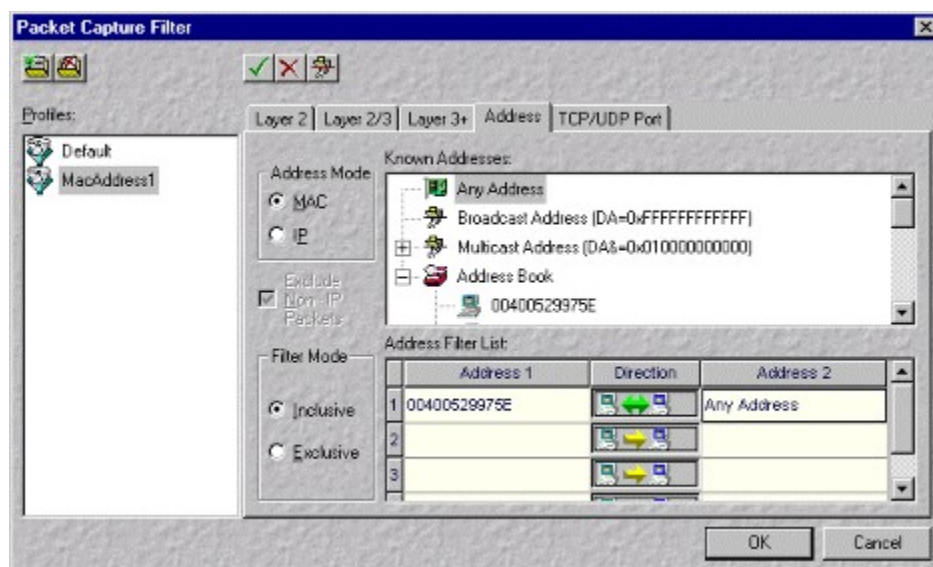 Packet Capture Filter
Profiles:
Default
MacAddress1
Layer 2 Layer 2/3 Layer 3+ Address TCP/UDP Port
Address Mode
MAC
IP
Exclude
Non-IP
Packets
Filter Mode
Inclusive
Exclusive
Known Addresses:
Any Address
Broadcast Address (DA=0xFFFFFFFFFFFF)
Multicast Address (DA&=0x010000000000)
Address Book
00400529975E
Address Filter List:
Address 1 Direction Address 2
1 00400529975E Any Address
2
3
OK Cancel